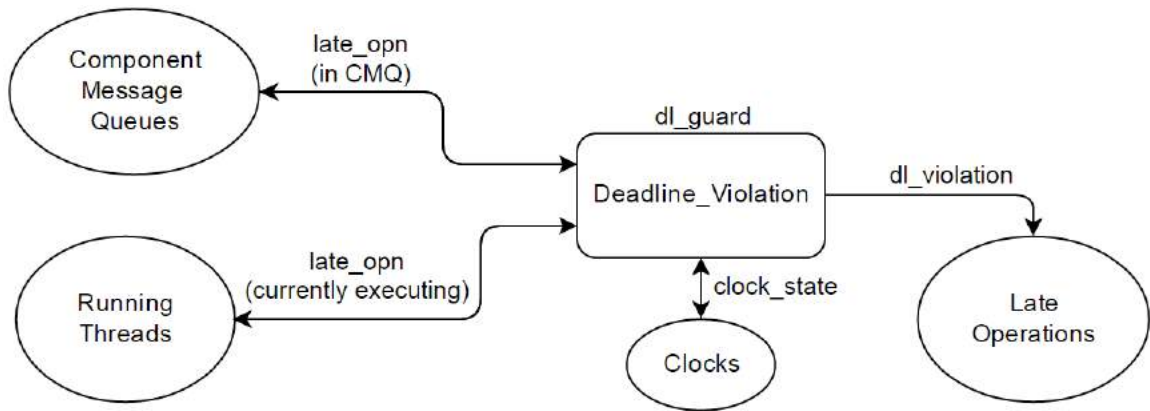 Component
Message
Queues
late_opn
(in CMQ)
dl_guard
Deadline_Violation
dl_violation
late_opn
(currently executing)
Running
Threads
clock_state
Clocks
Late
Operations